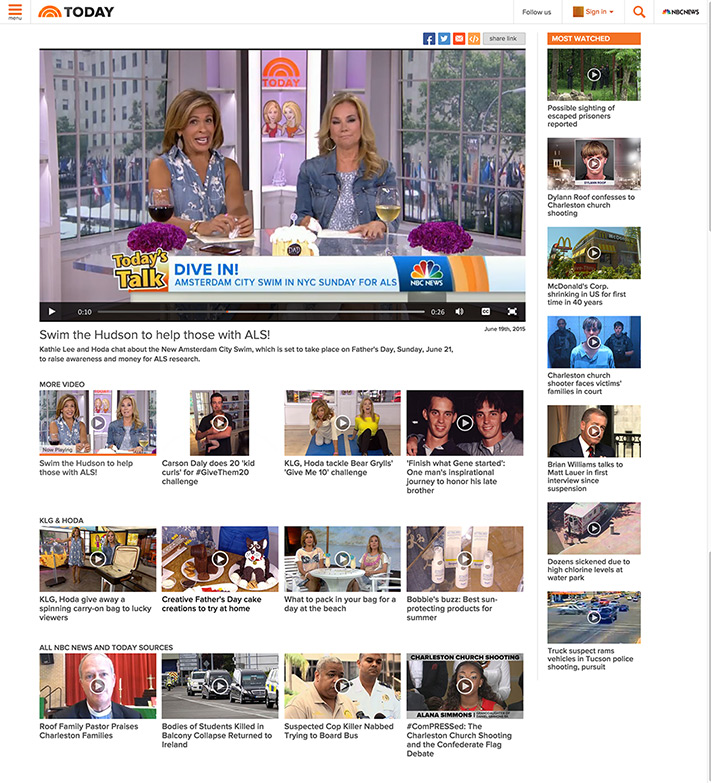 menu
TODAY
Follow us
Sign in
NBCNEWS
share link
TODAY
DAD
Today's
Talk
DIVE IN!
AMSTERDAM CITY SWIM IN NYC SUNDAY FOR ALS
NBC NEWS
0:10
0:26
CC
Swim the Hudson to help those with ALS!
June 19th, 2015
Kathie Lee and Hoda chat about the New Amsterdam City Swim, which is set to take place on Father's Day, Sunday, June 21,
to raise awareness and money for ALS research.
MORE VIDEO
Now Playing
Swim the Hudson to help
those with ALS!
Carson Daly does 20 'kid
curls' for #GiveThem20
challenge
KLG, Hoda tackle Bear Grylls'
'Give Me 10' challenge
'Finish what Gene started':
One man's inspirational
journey to honor his late
brother
KLG & HODA
KLG, Hoda give away a
spinning carry-on bag to lucky
viewers
Creative Father's Day cake
creations to try at home
What to pack in your bag for a
day at the beach
Bobbie's buzz: Best sun-
protecting products for
summer
ALL NBC NEWS AND TODAY SOURCES
Roof Family Pastor Praises
Charleston Families
Bodies of Students Killed in
Balcony Collapse Returned to
Ireland
Suspected Cop Killer Nabbed
Trying to Board Bus
CHARLESTON CHURCH SHOOTING
ALANA SIMMONS
#ComPRESSed: The
Charleston Church Shooting
and the Confederate Flag
Debate
MOST WATCHED
Possible sighting of
escaped prisoners
reported
DYLANN ROOF
Dylann Roof confesses to
Charleston church
shooting
McDonald's Corp.
shrinking in US for first
time in 40 years
Charleston church
shooter faces victims'
families in court
Brian Williams talks to
Matt Lauer in first
interview since
suspension
Dozens sickened due to
high chlorine levels at
water park
Truck suspect rams
vehicles in Tucson police
shooting, pursuit